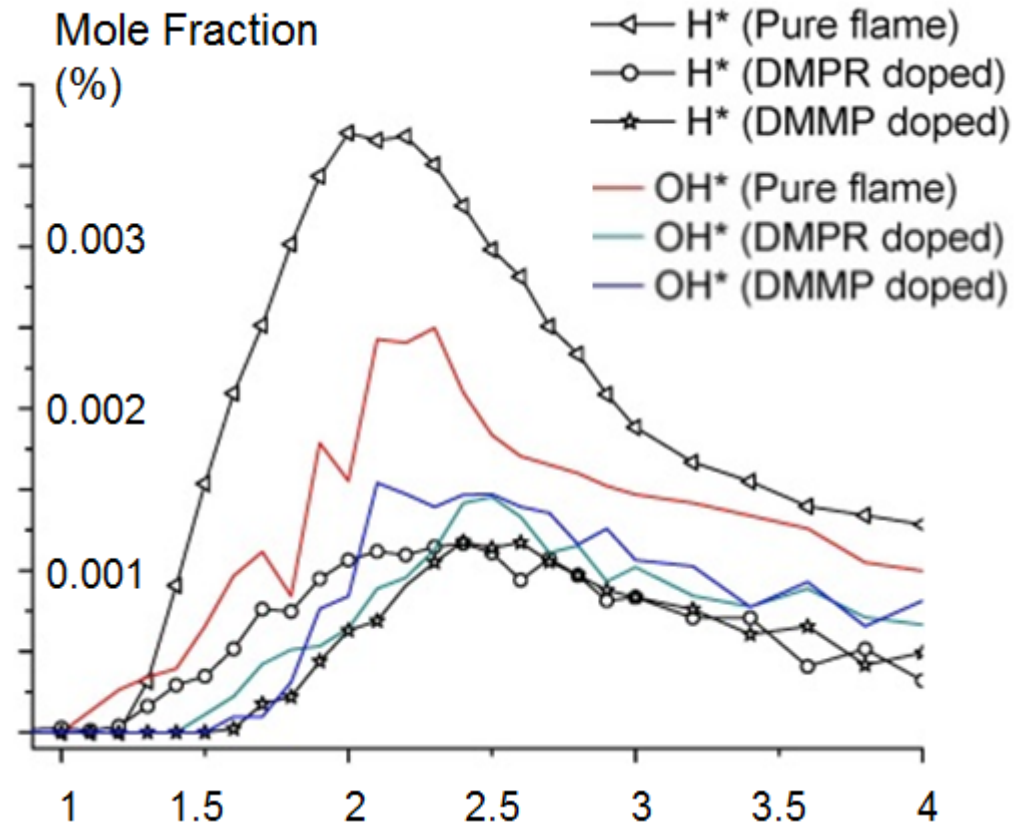 Mole Fraction
(%)
H* (Pure flame)
H* (DMPR doped)
H* (DMMP doped)
OH* (Pure flame)
OH* (DMPR doped)
OH* (DMMP doped)
0.003
0.002
0.001
1 1.5 2 2.5 3 3.5 4